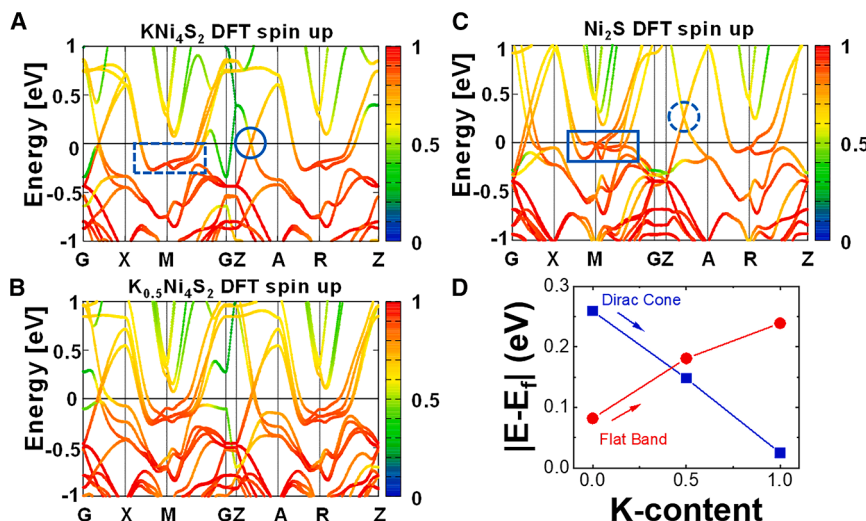 A
KNi4S2 DFT spin up
Energy [eV]
1
0.5
0
-0.5
-1
G X M GZ A R Z
1
0.5
0
B
K0.5Ni4S2 DFT spin up
Energy [eV]
1
0.5
0
-0.5
-1
G X M GZ A R Z
1
0.5
0
C
Ni2S DFT spin up
Energy [eV]
1
0.5
0
-0.5
-1
G X M GZ A R Z
1
0.5
0
D
|E-Ef| (eV)
0.3
0.2
0.1
0.0
Dirac Cone
Flat Band
0.0 0.5 1.0
K-content